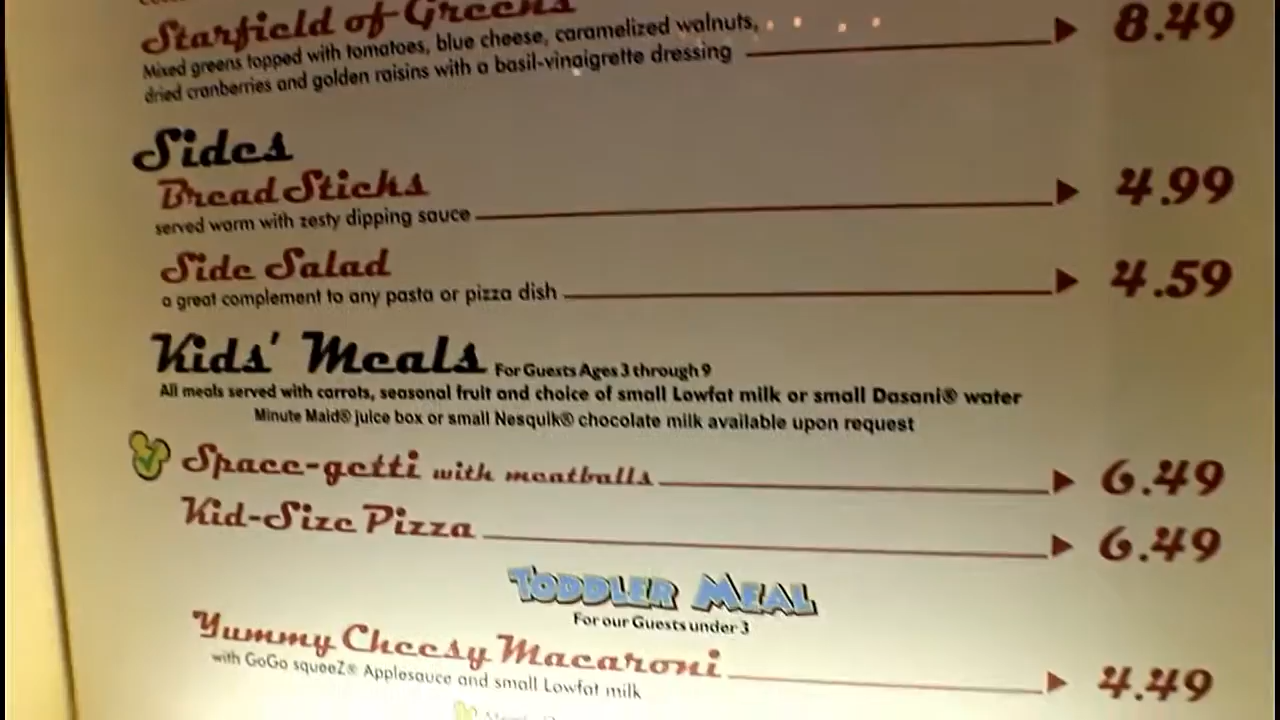 Starfield of Greens
8.49
Mixed greens topped with tomatoes, blue cheese, caramelized walnuts,
dried cranberries and golden raisins with a basil-vinaigrette dressing
Sides
Bread Sticks
4.99
served warm with zesty dipping sauce
Side Salad
4.59
a great complement to any pasta or pizza dish
Kids' Meals For Guests Ages 3 through 9
All meals served with carrots, seasonal fruit and choice of small Lowfat milk or small Dasani® water
Minute Maid® juice box or small Nesquik® chocolate milk available upon request
Space-getti with meatballs 6.49
Kid-Size Pizza 6.49
TODDLER MEAL
For our Guests under 3
Yummy Cheesy Macaroni 4.49
with GoGo squeeZ® Applesauce and small Lowfat milk